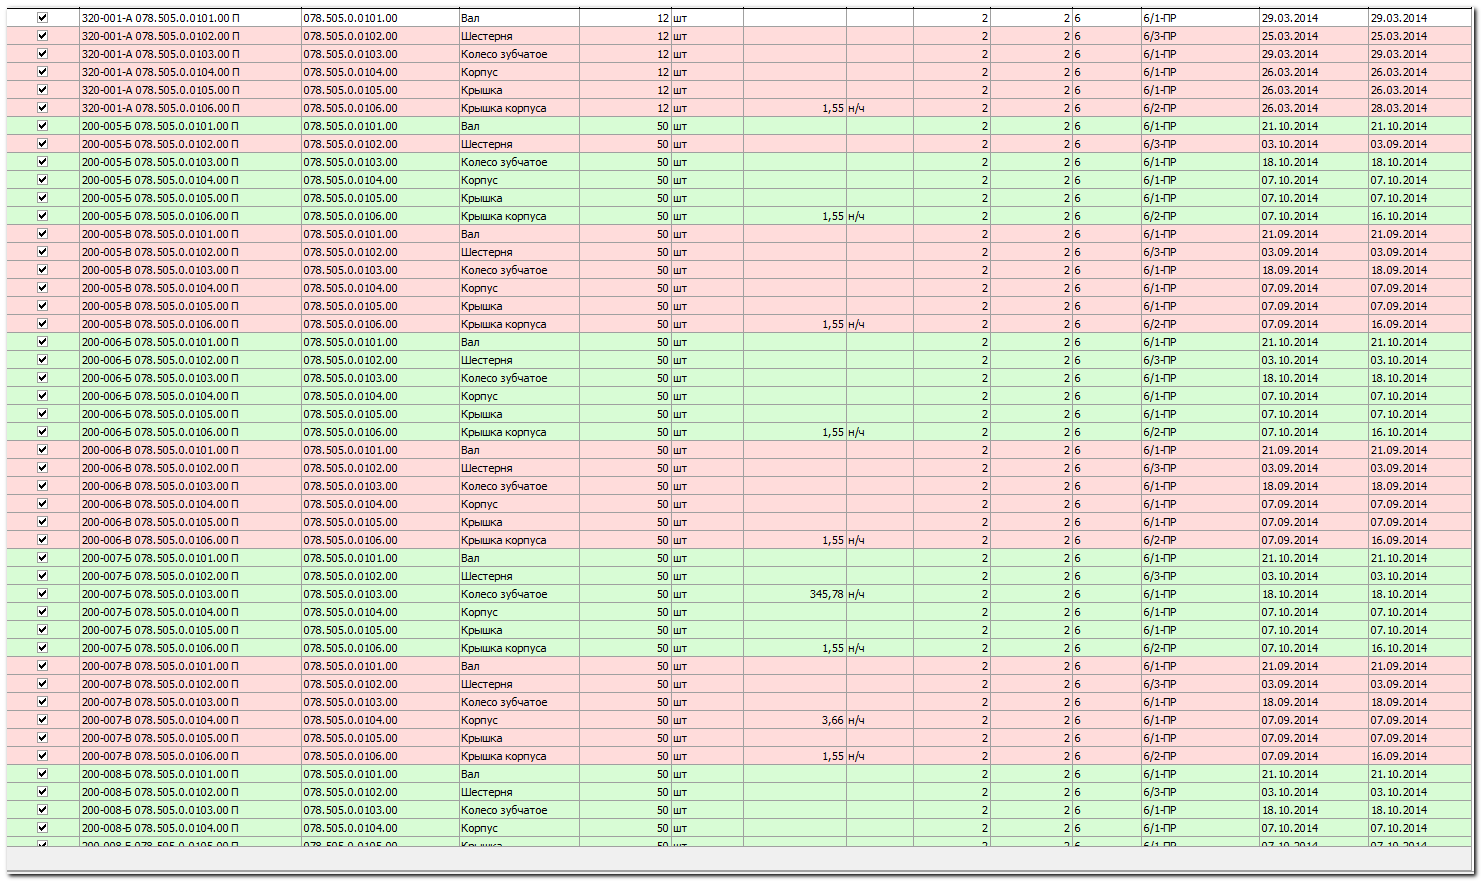 320-001-А 078.505.0.0101.00 П 078.505.0.0101.00 Вал 12 шт 2 2 6 6/1-ПР 29.03.2014 29.03.2014
320-001-А 078.505.0.0102.00 П 078.505.0.0102.00 Шестерня 12 шт 2 2 6 6/3-ПР 25.03.2014 25.03.2014
320-001-А 078.505.0.0103.00 П 078.505.0.0103.00 Колесо зубчатое 12 шт 2 2 6 6/1-ПР 29.03.2014 29.03.2014
320-001-А 078.505.0.0104.00 П 078.505.0.0104.00 Корпус 12 шт 2 2 6 6/1-ПР 26.03.2014 26.03.2014
320-001-А 078.505.0.0105.00 П 078.505.0.0105.00 Крышка 12 шт 2 2 6 6/1-ПР 26.03.2014 26.03.2014
320-001-А 078.505.0.0106.00 П 078.505.0.0106.00 Крышка корпуса 12 шт 1,55 н/ч 2 2 6 6/2-ПР 26.03.2014 28.03.2014
200-005-Б 078.505.0.0101.00 П 078.505.0.0101.00 Вал 50 шт 2 2 6 6/1-ПР 21.10.2014 21.10.2014
200-005-Б 078.505.0.0102.00 П 078.505.0.0102.00 Шестерня 50 шт 2 2 6 6/3-ПР 03.10.2014 03.09.2014
200-005-Б 078.505.0.0103.00 П 078.505.0.0103.00 Колесо зубчатое 50 шт 2 2 6 6/1-ПР 18.10.2014 18.10.2014
200-005-Б 078.505.0.0104.00 П 078.505.0.0104.00 Корпус 50 шт 2 2 6 6/1-ПР 07.10.2014 07.10.2014
200-005-Б 078.505.0.0105.00 П 078.505.0.0105.00 Крышка 50 шт 2 2 6 6/1-ПР 07.10.2014 07.10.2014
200-005-Б 078.505.0.0106.00 П 078.505.0.0106.00 Крышка корпуса 50 шт 1,55 н/ч 2 2 6 6/2-ПР 07.10.2014 16.10.2014
200-005-В 078.505.0.0101.00 П 078.505.0.0101.00 Вал 50 шт 2 2 6 6/1-ПР 21.09.2014 21.09.2014
200-005-В 078.505.0.0102.00 П 078.505.0.0102.00 Шестерня 50 шт 2 2 6 6/3-ПР 03.09.2014 03.09.2014
200-005-В 078.505.0.0103.00 П 078.505.0.0103.00 Колесо зубчатое 50 шт 2 2 6 6/1-ПР 18.09.2014 18.09.2014
200-005-В 078.505.0.0104.00 П 078.505.0.0104.00 Корпус 50 шт 2 2 6 6/1-ПР 07.09.2014 07.09.2014
200-005-В 078.505.0.0105.00 П 078.505.0.0105.00 Крышка 50 шт 2 2 6 6/1-ПР 07.09.2014 07.09.2014
200-005-В 078.505.0.0106.00 П 078.505.0.0106.00 Крышка корпуса 50 шт 1,55 н/ч 2 2 6 6/2-ПР 07.09.2014 16.09.2014
200-006-Б 078.505.0.0101.00 П 078.505.0.0101.00 Вал 50 шт 2 2 6 6/1-ПР 21.10.2014 21.10.2014
200-006-Б 078.505.0.0102.00 П 078.505.0.0102.00 Шестерня 50 шт 2 2 6 6/3-ПР 03.10.2014 03.10.2014
200-006-Б 078.505.0.0103.00 П 078.505.0.0103.00 Колесо зубчатое 50 шт 2 2 6 6/1-ПР 18.10.2014 18.10.2014
200-006-Б 078.505.0.0104.00 П 078.505.0.0104.00 Корпус 50 шт 2 2 6 6/1-ПР 07.10.2014 07.10.2014
200-006-Б 078.505.0.0105.00 П 078.505.0.0105.00 Крышка 50 шт 2 2 6 6/1-ПР 07.10.2014 07.10.2014
200-006-Б 078.505.0.0106.00 П 078.505.0.0106.00 Крышка корпуса 50 шт 1,55 н/ч 2 2 6 6/2-ПР 07.10.2014 16.10.2014
200-006-В 078.505.0.0101.00 П 078.505.0.0101.00 Вал 50 шт 2 2 6 6/1-ПР 21.09.2014 21.09.2014
200-006-В 078.505.0.0102.00 П 078.505.0.0102.00 Шестерня 50 шт 2 2 6 6/3-ПР 03.09.2014 03.09.2014
200-006-В 078.505.0.0103.00 П 078.505.0.0103.00 Колесо зубчатое 50 шт 2 2 6 6/1-ПР 18.09.2014 18.09.2014
200-006-В 078.505.0.0104.00 П 078.505.0.0104.00 Корпус 50 шт 2 2 6 6/1-ПР 07.09.2014 07.09.2014
200-006-В 078.505.0.0105.00 П 078.505.0.0105.00 Крышка 50 шт 2 2 6 6/1-ПР 07.09.2014 07.09.2014
200-006-В 078.505.0.0106.00 П 078.505.0.0106.00 Крышка корпуса 50 шт 1,55 н/ч 2 2 6 6/2-ПР 07.09.2014 16.09.2014
200-007-Б 078.505.0.0101.00 П 078.505.0.0101.00 Вал 50 шт 2 2 6 6/1-ПР 21.10.2014 21.10.2014
200-007-Б 078.505.0.0102.00 П 078.505.0.0102.00 Шестерня 50 шт 2 2 6 6/3-ПР 03.10.2014 03.10.2014
200-007-Б 078.505.0.0103.00 П 078.505.0.0103.00 Колесо зубчатое 50 шт 345,78 н/ч 2 2 6 6/1-ПР 18.10.2014 18.10.2014
200-007-Б 078.505.0.0104.00 П 078.505.0.0104.00 Корпус 50 шт 2 2 6 6/1-ПР 07.10.2014 07.10.2014
200-007-Б 078.505.0.0105.00 П 078.505.0.0105.00 Крышка 50 шт 2 2 6 6/1-ПР 07.10.2014 07.10.2014
200-007-Б 078.505.0.0106.00 П 078.505.0.0106.00 Крышка корпуса 50 шт 1,55 н/ч 2 2 6 6/2-ПР 07.10.2014 16.10.2014
200-007-В 078.505.0.0101.00 П 078.505.0.0101.00 Вал 50 шт 2 2 6 6/1-ПР 21.09.2014 21.09.2014
200-007-В 078.505.0.0102.00 П 078.505.0.0102.00 Шестерня 50 шт 2 2 6 6/3-ПР 03.09.2014 03.09.2014
200-007-В 078.505.0.0103.00 П 078.505.0.0103.00 Колесо зубчатое 50 шт 2 2 6 6/1-ПР 18.09.2014 18.09.2014
200-007-В 078.505.0.0104.00 П 078.505.0.0104.00 Корпус 50 шт 3,66 н/ч 2 2 6 6/1-ПР 07.09.2014 07.09.2014
200-007-В 078.505.0.0105.00 П 078.505.0.0105.00 Крышка 50 шт 2 2 6 6/1-ПР 07.09.2014 07.09.2014
200-007-В 078.505.0.0106.00 П 078.505.0.0106.00 Крышка корпуса 50 шт 1,55 н/ч 2 2 6 6/2-ПР 07.09.2014 16.09.2014
200-008-Б 078.505.0.0101.00 П 078.505.0.0101.00 Вал 50 шт 2 2 6 6/1-ПР 21.10.2014 21.10.2014
200-008-Б 078.505.0.0102.00 П 078.505.0.0102.00 Шестерня 50 шт 2 2 6 6/3-ПР 03.10.2014 03.10.2014
200-008-Б 078.505.0.0103.00 П 078.505.0.0103.00 Колесо зубчатое 50 шт 2 2 6 6/1-ПР 18.10.2014 18.10.2014
200-008-Б 078.505.0.0104.00 П 078.505.0.0104.00 Корпус 50 шт 2 2 6 6/1-ПР 07.10.2014 07.10.2014